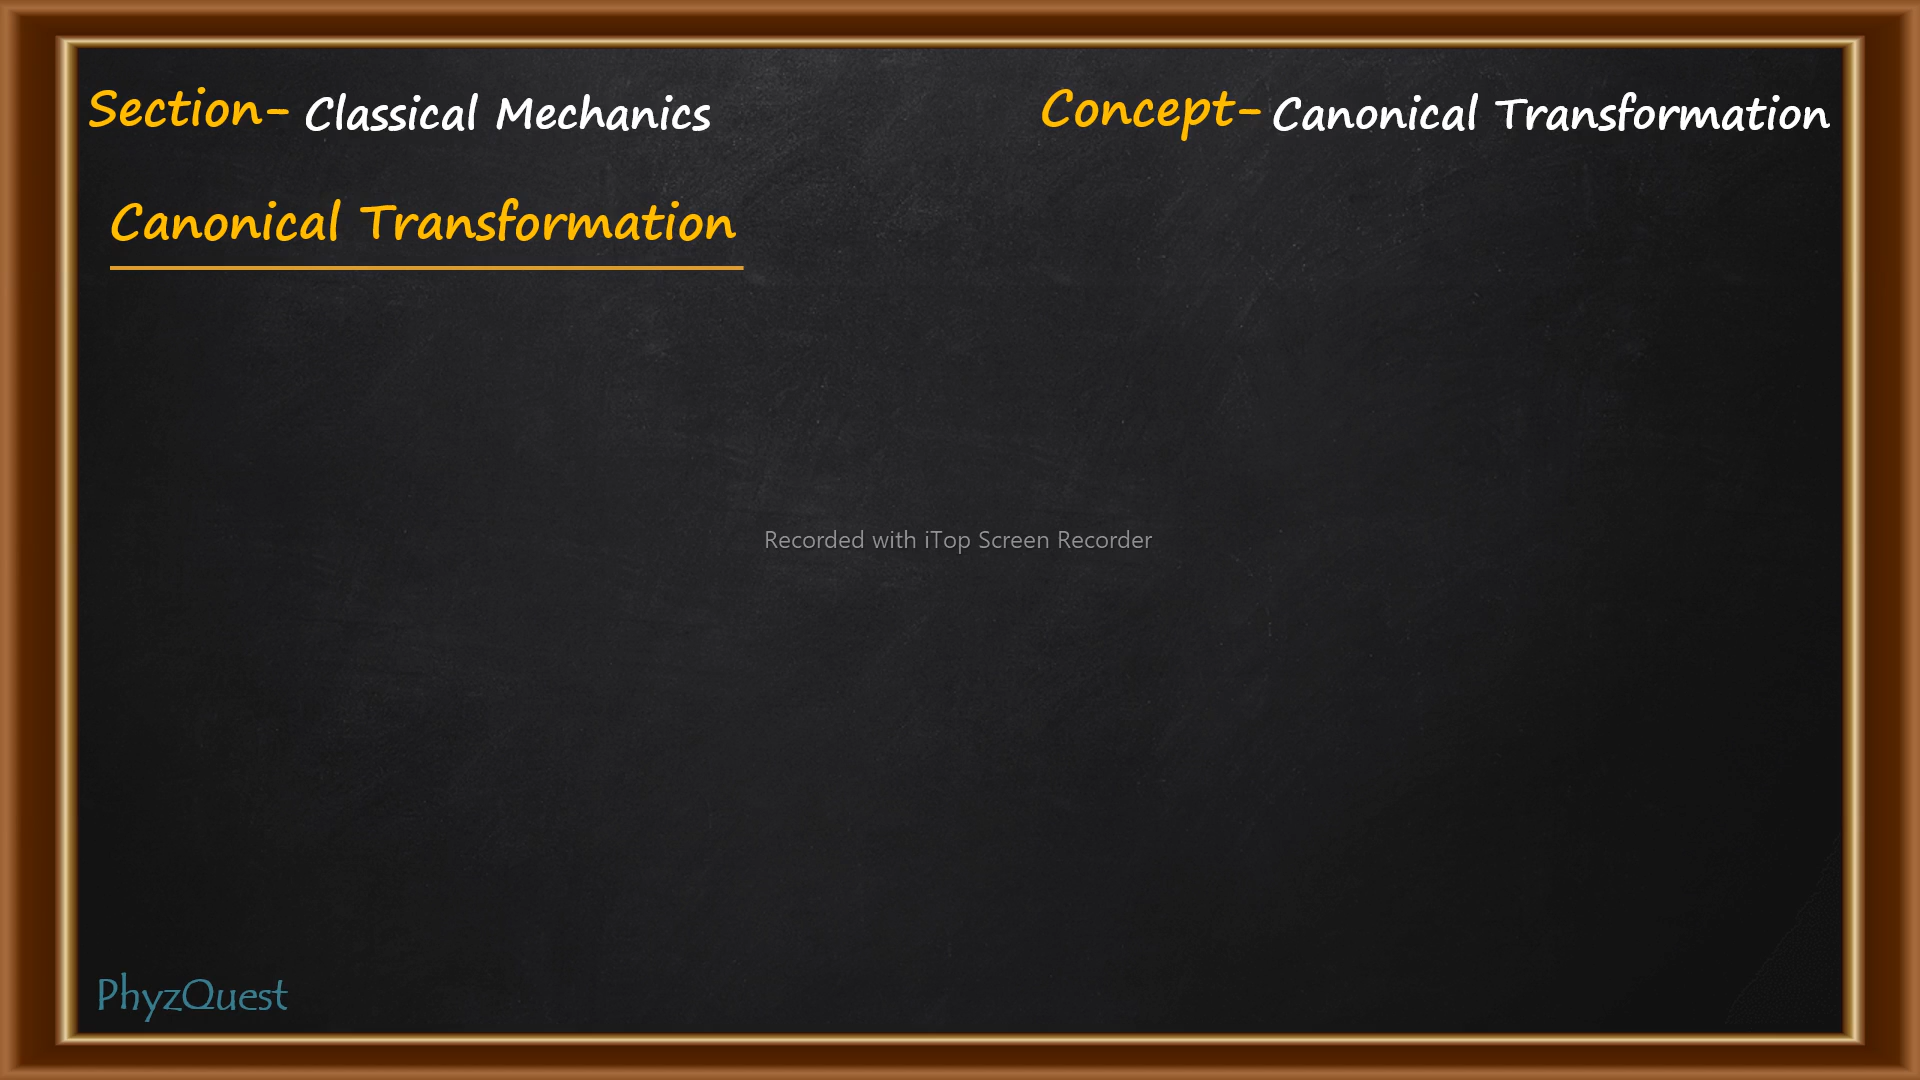 Section- Classical Mechanics
Concept- Canonical Transformation
Canonical Transformation
Recorded with iTop Screen Recorder
PhyzQuest